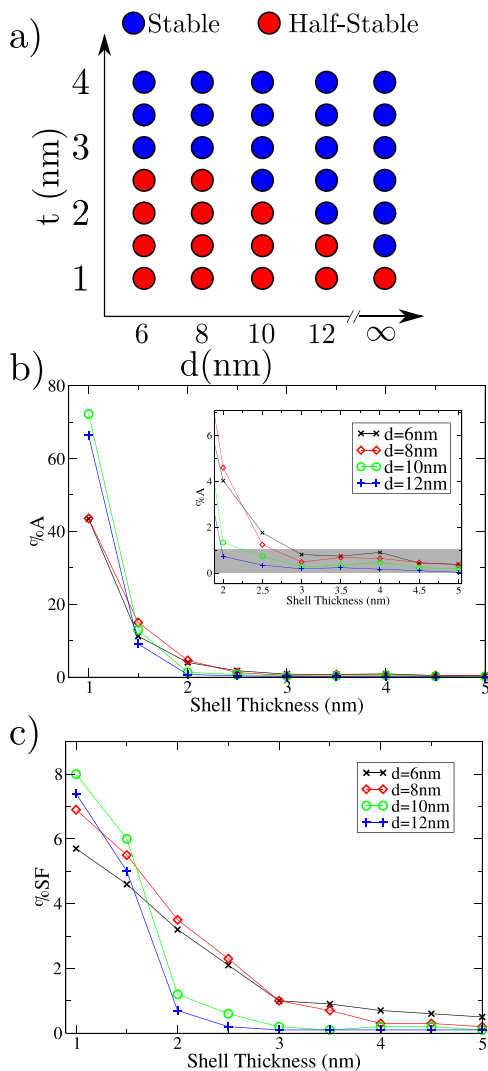 a)
Stable
Half-Stable
t (nm)
4
3
2
1
6
8
10
12
∞
d(nm)
b)
%A
80
60
40
20
0
1
2
3
4
5
Shell Thickness (nm)
%A
6
4
2
0
2
2.5
3
3.5
4
4.5
5
Shell Thickness (nm)
d=6nm
d=8nm
d=10nm
d=12nm
c)
%SF
8
6
4
2
0
1
2
3
4
5
Shell Thickness (nm)
d=6nm
d=8nm
d=10nm
d=12nm